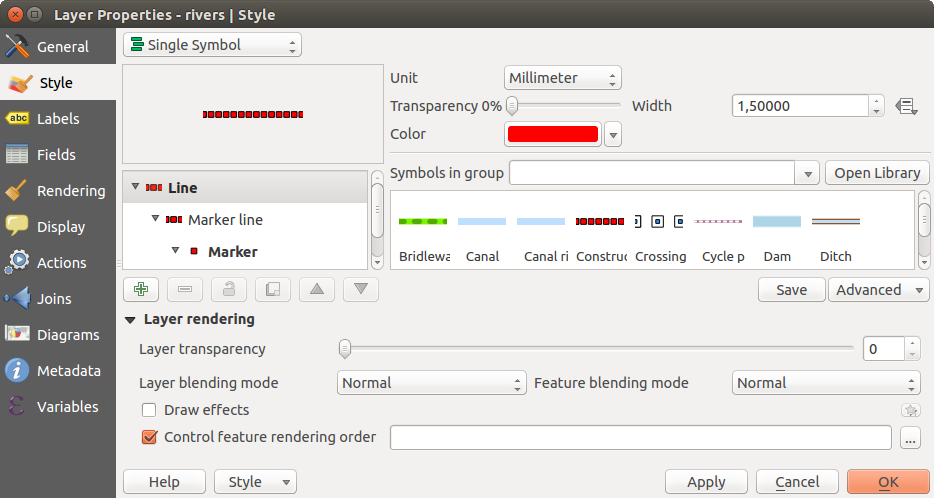 Layer Properties - rivers | Style
General
Style
abc Labels
Fields
Rendering
Display
Actions
Joins
Diagrams
Metadata
Variables
Single Symbol
Unit Millimeter
Transparency 0% Width 1,50000
Color
Line
Marker line
Marker
Symbols in group Open Library
Bridlewa Canal Canal ri Construc Crossing Cycle p Dam Ditch
Save Advanced
Layer rendering
Layer transparency 0
Layer blending mode Normal Feature blending mode Normal
Draw effects
Control feature rendering order ...
Help Style Apply Cancel OK